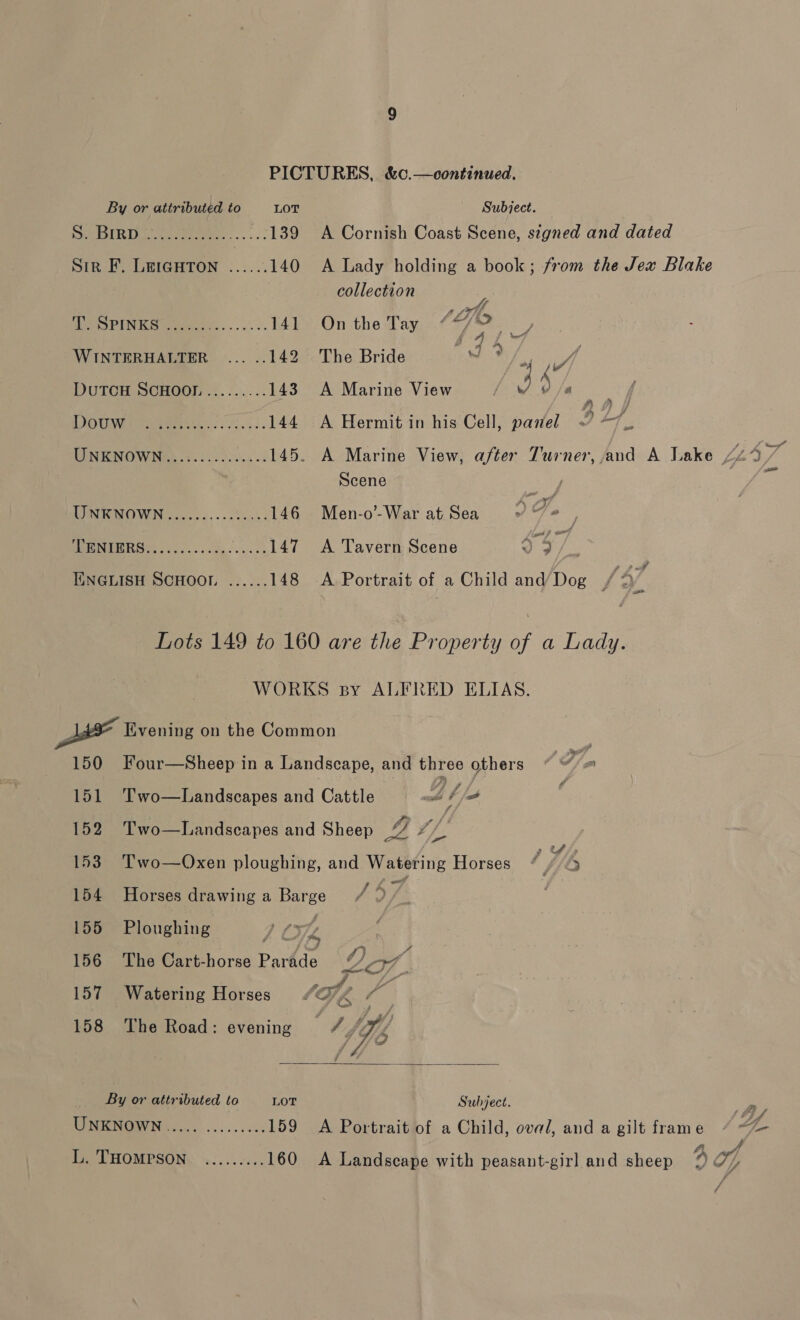 9
PICTURES, &c.—continued.
By or attributed to LOT Subject.
S. BIRD ............... 139 A Cornish Coast Scene, signed and dated
SIR F. LEIGHTON ...... 140 A Lady holding a book; from the Jex Blake
collection
T. SPINKS ............... 141 On the Tay
WINTERHALTER ... .. 142 The Bride
DUTCH SCHOOL ......... 143 A Marine View
DOUW ............... 144 A Hermit in his Cell, panel
UNKNOWN ............... 145. A Marine View, after Turner, and A Lake
Scene
UNKNOWN ............... 146 Men-o'-War at Sea
TENIERS ............... 147 A Tavern Scene
ENGLISH SCHOOL ...... 148 A Portrait of a Child and Dog
Lots 149 to 160 are the Property of a Lady.
WORKS BY ALFRED ELIAS.
149 Evening on the Common
150 Four—Sheep in a Landscape, and three others
151 Two—Landscapes and Cattle
152 Two—Landscapes and Sheep
153 Two—Oxen ploughing, and Watering Horses
154 Horses drawing a Barge
155 Ploughing
156 The Cart-horse Parade
157 Watering Horses
158 The Road: evening
By or attributed to LOT Subject.
UNKNOWN ..... ......... 159 A Portrait of a Child, oval, and a gilt frame
L. THOMPSON ......... 160 A Landscape with peasant-girl and sheep